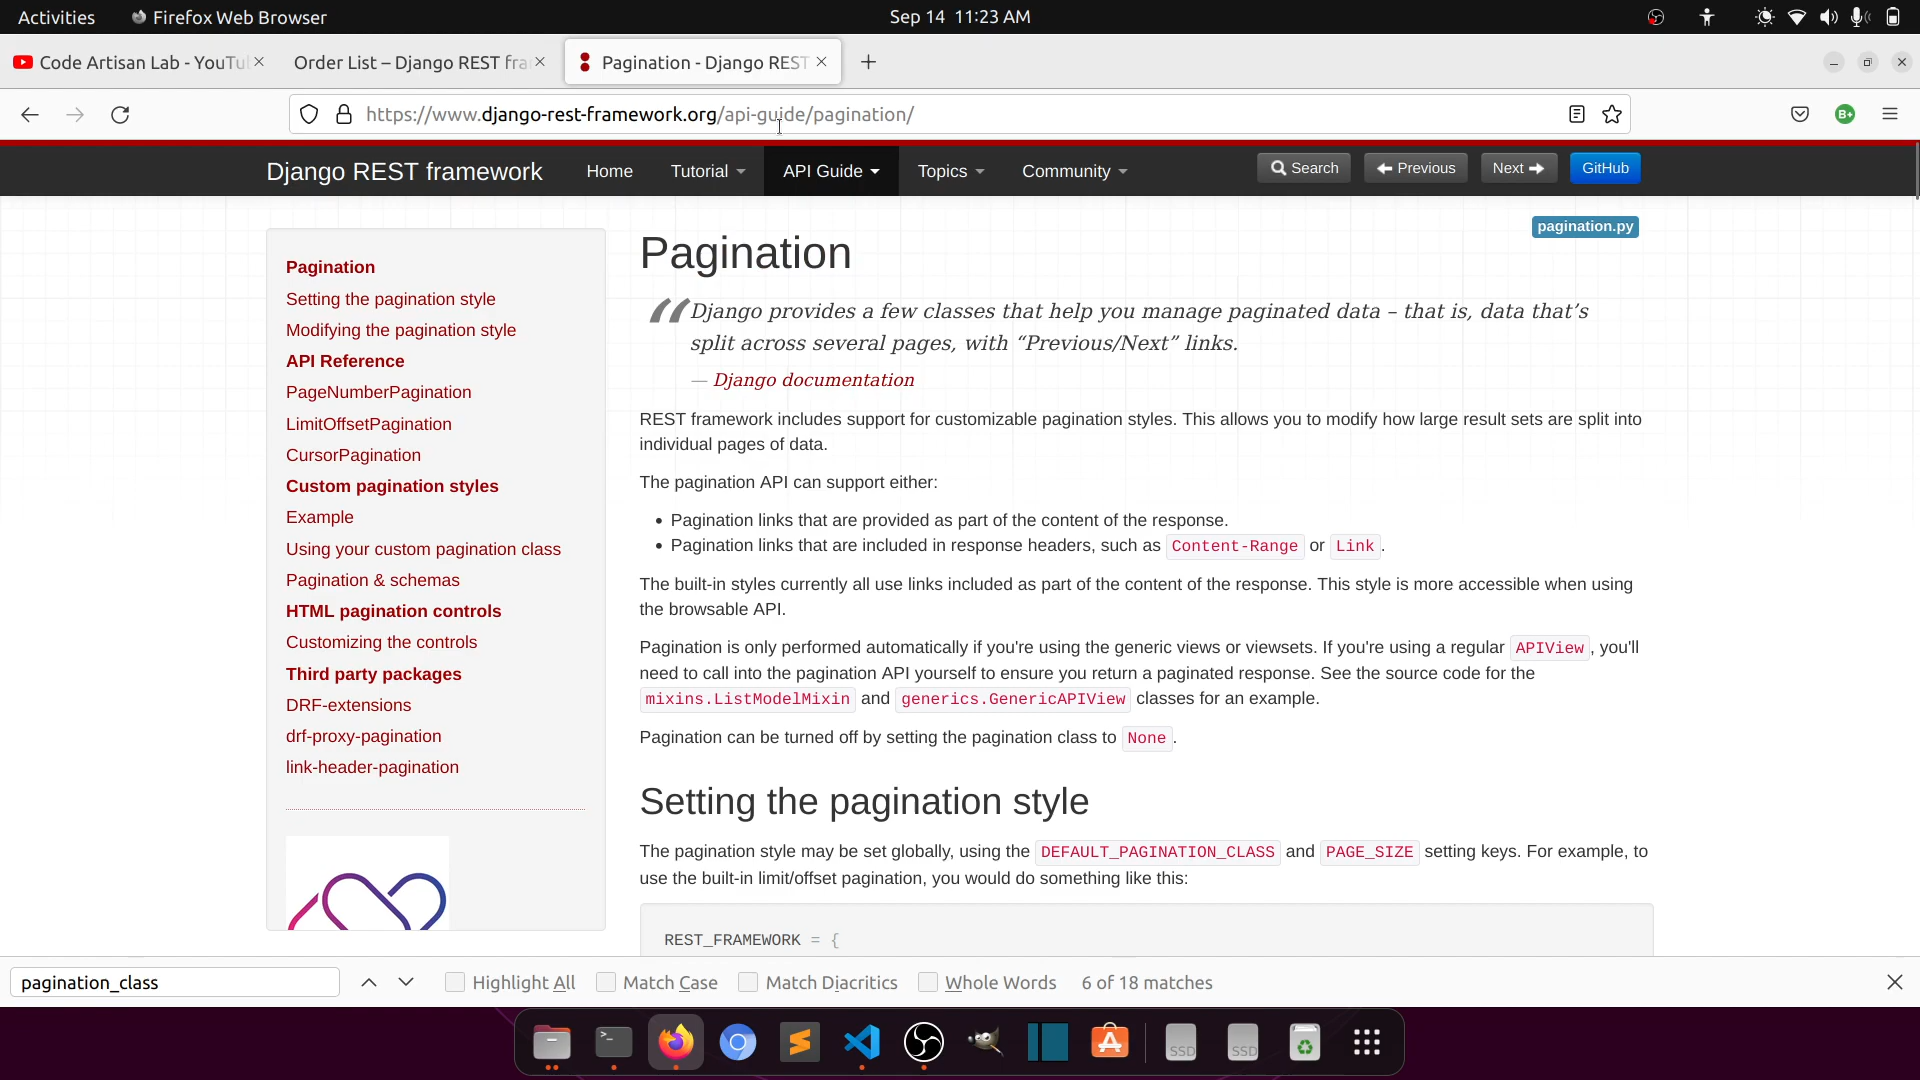 Activities
Firefox Web Browser
Sep 14 11:23 AM
Code Artisan Lab - YouTu
Order List – Django REST fra
Pagination - Django REST
https://www.django-rest-framework.org/api-guide/pagination/
Django REST framework
Home
Tutorial
API Guide
Topics
Community
Search
Previous
Next
GitHub
pagination.py
Pagination
Setting the pagination style
Modifying the pagination style
API Reference
PageNumberPagination
LimitOffsetPagination
CursorPagination
Custom pagination styles
Example
Using your custom pagination class
Pagination & schemas
HTML pagination controls
Customizing the controls
Third party packages
DRF-extensions
drf-proxy-pagination
link-header-pagination
Pagination
“Django provides a few classes that help you manage paginated data – that is, data that’s
split across several pages, with “Previous/Next” links.
— Django documentation
REST framework includes support for customizable pagination styles. This allows you to modify how large result sets are split into
individual pages of data.
The pagination API can support either:
• Pagination links that are provided as part of the content of the response.
• Pagination links that are included in response headers, such as Content-Range or Link.
The built-in styles currently all use links included as part of the content of the response. This style is more accessible when using
the browsable API.
Pagination is only performed automatically if you're using the generic views or viewsets. If you're using a regular APIView, you'll
need to call into the pagination API yourself to ensure you return a paginated response. See the source code for the
mixins.ListModelMixin and generics.GenericAPIView classes for an example.
Pagination can be turned off by setting the pagination class to None.
Setting the pagination style
The pagination style may be set globally, using the DEFAULT_PAGINATION_CLASS and PAGE_SIZE setting keys. For example, to
use the built-in limit/offset pagination, you would do something like this:
REST_FRAMEWORK = {
pagination_class
Highlight All
Match Case
Match Diacritics
Whole Words
6 of 18 matches
B+
SSD
SSD